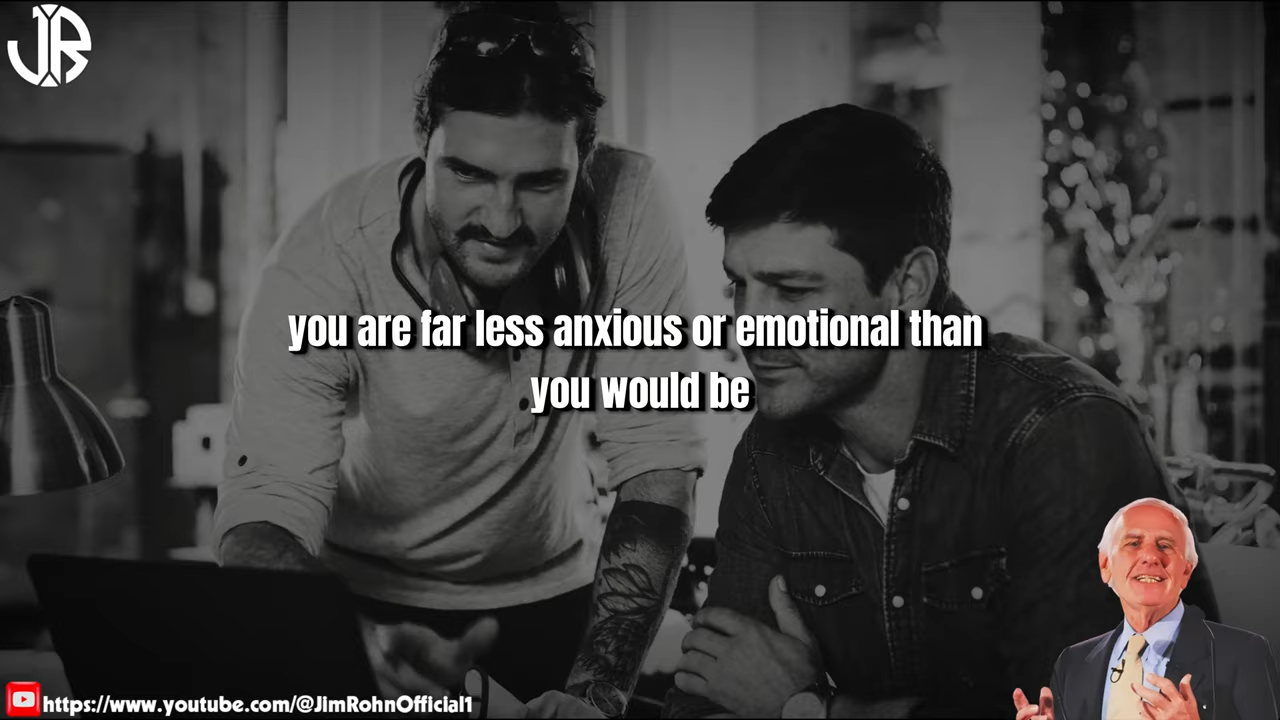 JR
you are far less anxious or emotional than
you would be
https://www.youtube.com/@JimRohnOfficial1